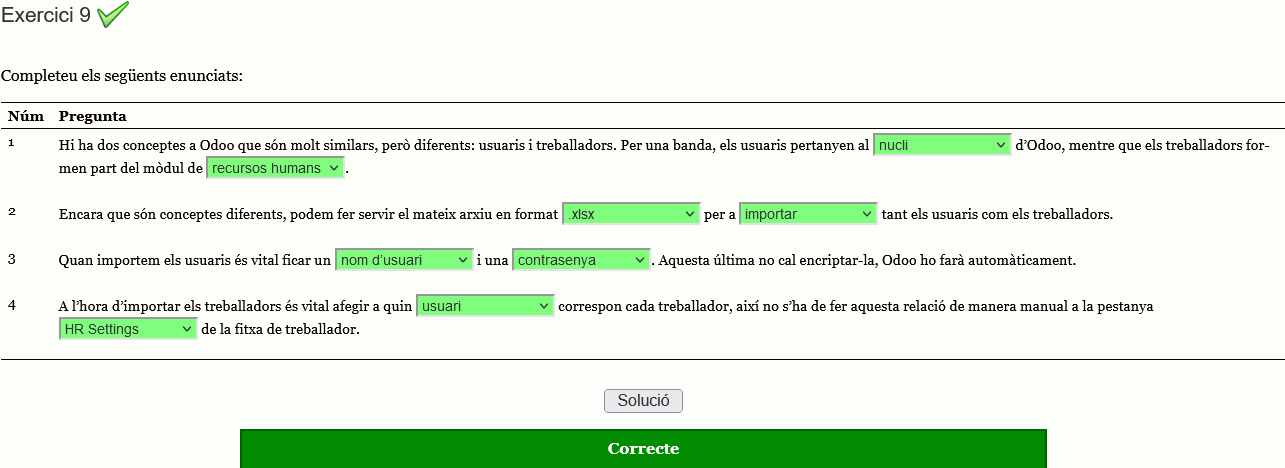 Exercici 9
Completeu els següents enunciats:
Núm Pregunta
1 Hi ha dos conceptes a Odoo que són molt similars, però diferents: usuaris i treballadors. Per una banda, els usuaris pertanyen al nucli d’Odoo, mentre que els treballadors for-
men part del mòdul de recursos humans.
2 Encara que són conceptes diferents, podem fer servir el mateix arxiu en format .xlsx per a importar tant els usuaris com els treballadors.
3 Quan importem els usuaris és vital ficar un nom d’usuari i una contrasenya. Aquesta última no cal encriptar-la, Odoo ho farà automàticament.
4 A l’hora d’importar els treballadors és vital afegir a quin usuari correspon cada treballador, així no s’ha de fer aquesta relació de manera manual a la pestanya
HR Settings de la fitxa de treballador.
Solució
Correcte